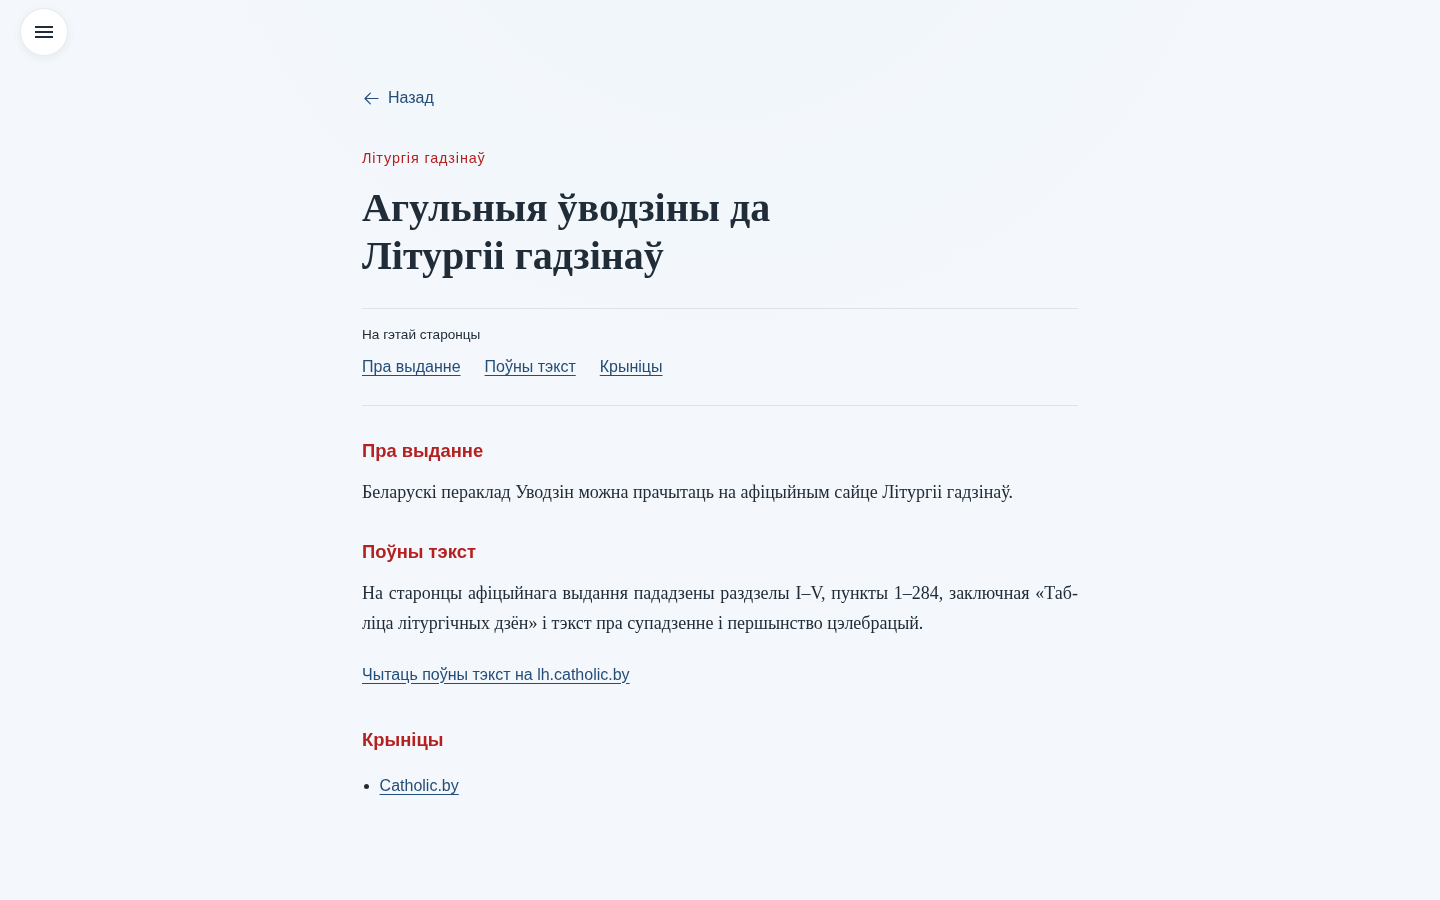 Назад
Літургія гадзінаў
Агульныя ўводзіны да
Літургіі гадзінаў
На гэтай старонцы
Пра выданне Поўны тэкст Крыніцы
Пра выданне
Беларускі пераклад Уводзін можна прачытаць на афіцыйным сайце Літургіі гадзінаў.
Поўны тэкст
На старонцы афіцыйнага выдання пададзены раздзелы I–V, пункты 1–284, заключная «Таб-
ліца літургічных дзён» і тэкст пра супадзенне і першынство цэлебрацый.
Чытаць поўны тэкст на lh.catholic.by
Крыніцы
• Catholic.by